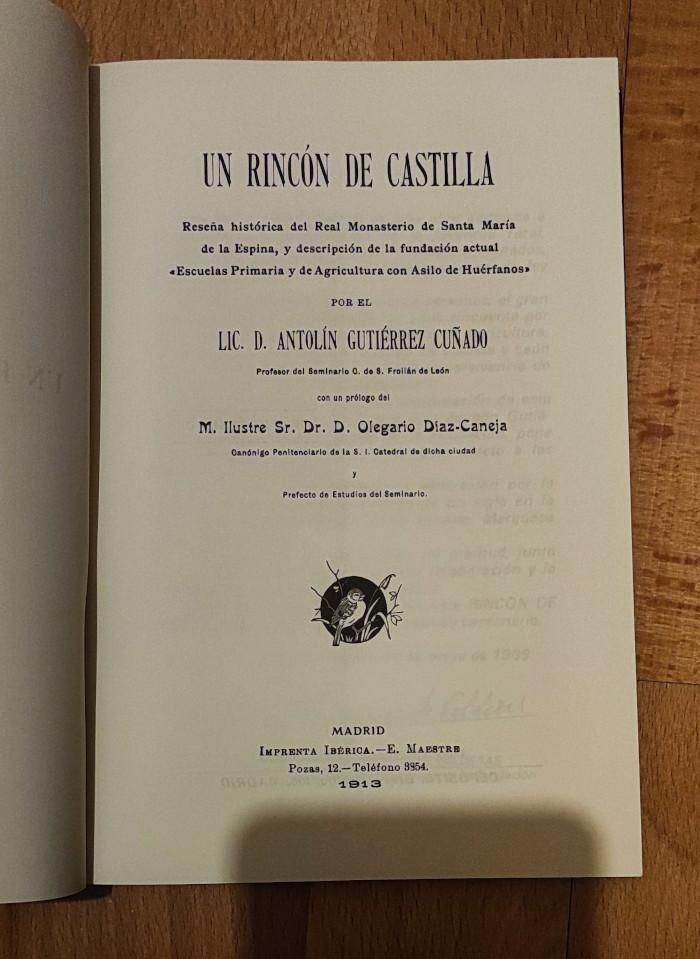 UN RINCÓN DE CASTILLA
Reseña histórica del Real Monasterio de Santa María
de la Espina, y descripción de la fundación actual
«Escuelas Primaria y de Agricultura con Asilo de Huérfanos»
POR EL
LIC. D. ANTOLÍN GUTIÉRREZ CUÑADO
Profesor del Seminario C. de S. Froilán de León
con un prólogo del
M. Ilustre Sr. Dr. D. Olegario Díaz-Caneja
Canónigo Penitenciario de la S. I. Catedral de dicha ciudad
y
Prefecto de Estudios del Seminario.
MADRID
IMPRENTA IBÉRICA.—E. MAESTRE
Pozas, 12.—Teléfono 3854.
1913